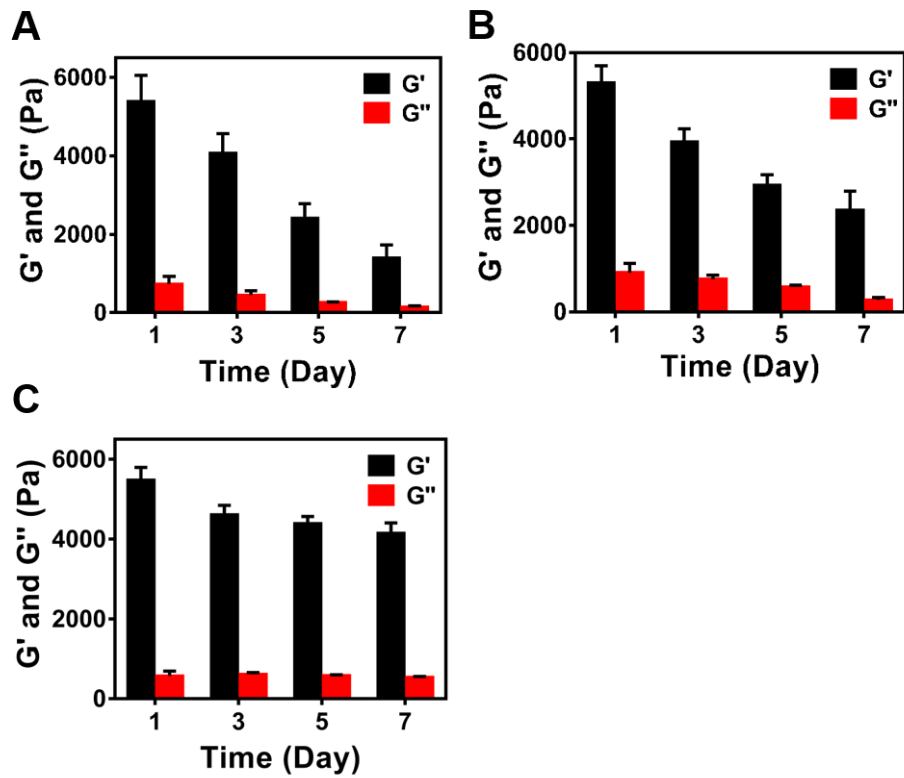 A
G' and G'' (Pa)
6000
4000
2000
0
G'
G''
1 3 5 7
Time (Day)
B
G' and G'' (Pa)
6000
4000
2000
0
G'
G''
1 3 5 7
Time (Day)
C
G' and G'' (Pa)
6000
4000
2000
0
G'
G''
1 3 5 7
Time (Day)